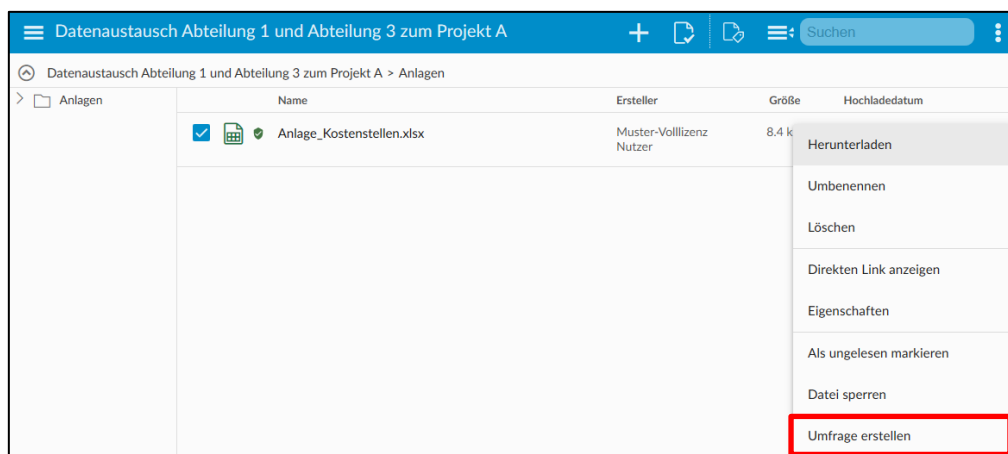 Datenaustausch Abteilung 1 und Abteilung 3 zum Projekt A
Suchen
Datenaustausch Abteilung 1 und Abteilung 3 zum Projekt A > Anlagen
Anlagen
Name Ersteller Größe Hochladedatum
Anlage_Kostenstellen.xlsx
Muster-Volllizenz
Nutzer
8.4 k
Herunterladen
Umbenennen
Löschen
Direkten Link anzeigen
Eigenschaften
Als ungelesen markieren
Datei sperren
Umfrage erstellen